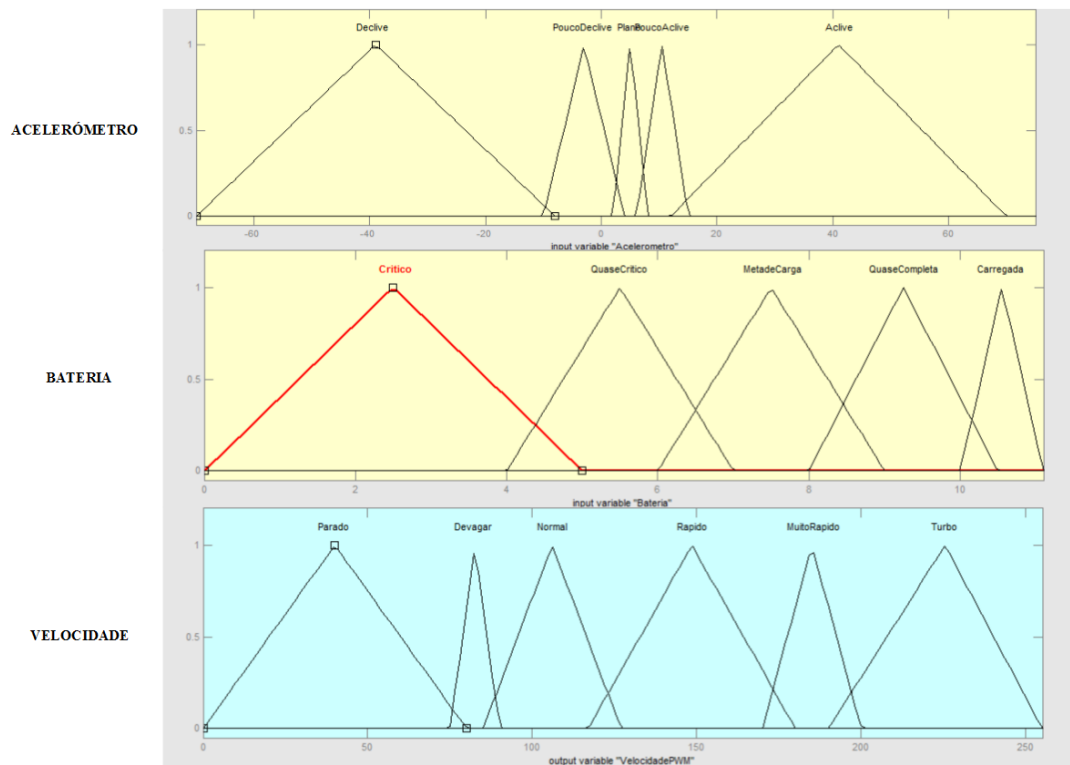 Declive PoucoDeclive Plano PoucoAclive Aclive
1
ACELERÓMETRO
0.5
0
-60 -40 -20 0 20 40 60
input variable "Acelerometro"
Critico QuaseCritico MetadeCarga QuaseCompleta Carregada
1
BATERIA
0.5
0
0 2 4 6 8 10
input variable "Bateria"
Parado Devagar Normal Rapido MuitoRapido Turbo
1
VELOCIDADE
0.5
0
0 50 100 150 200 250
output variable "VelocidadePWM"